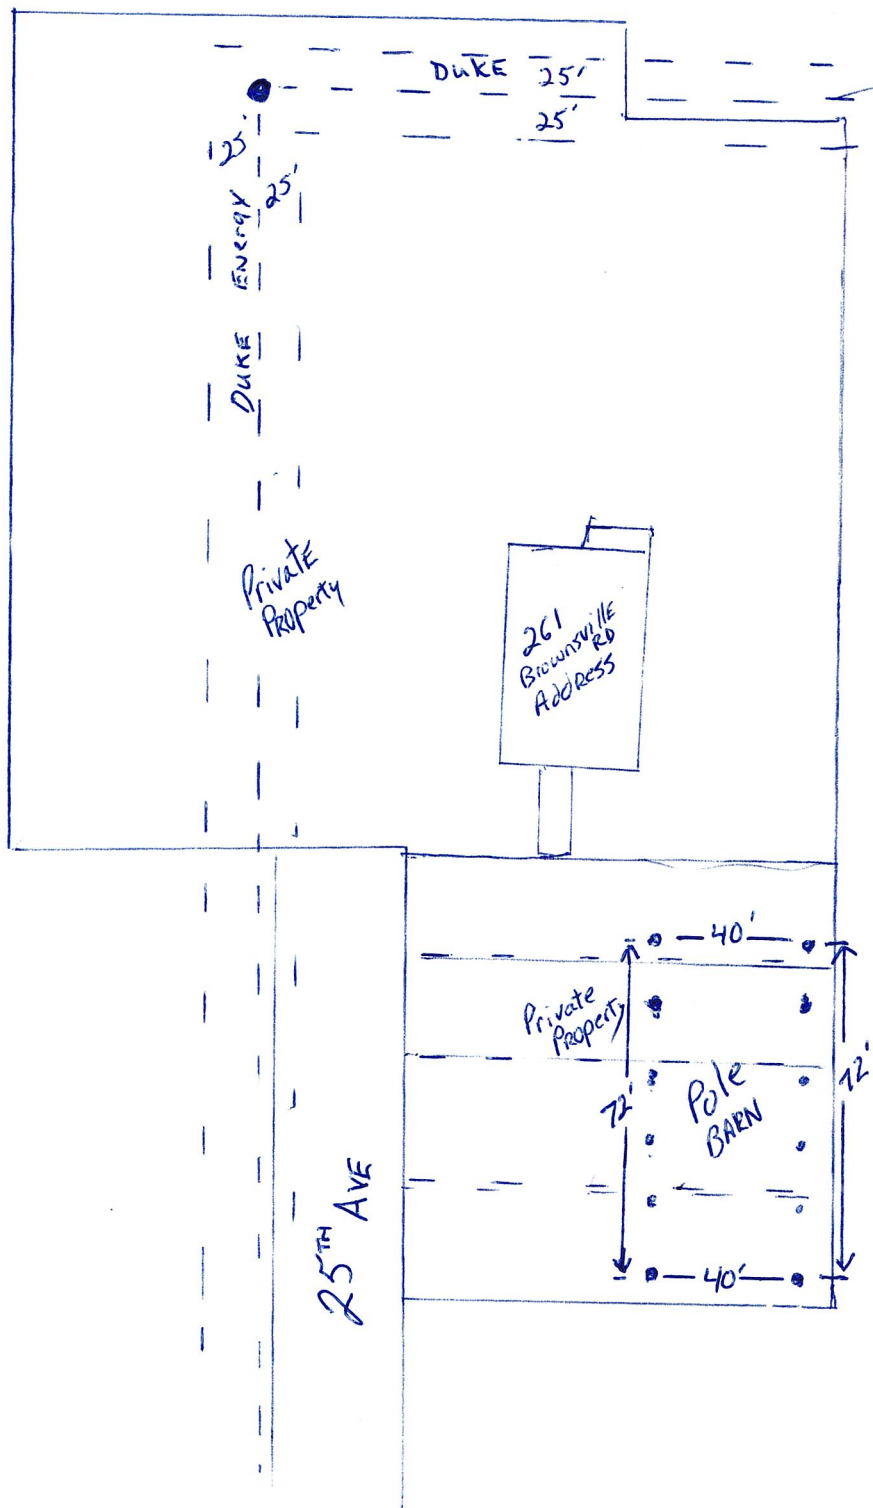 DUKE 25'
25'
25'
25'
DUKE ENERGY
PrivatE
PROPERty
261
BrownsvillE
RD
AddRESS
40'
Private
PROPERty
72'
72'
Pole
BARN
40'
25TH AVE